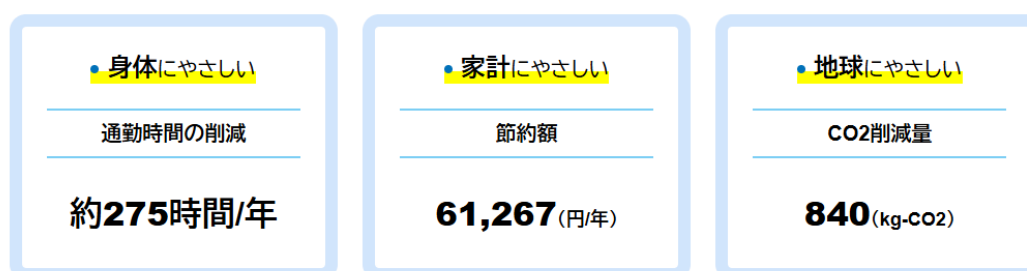 • 身体にやさしい
通勤時間の削減
約275時間/年
• 家計にやさしい
節約額
61,267(円/年)
• 地球にやさしい
CO2削減量
840(kg-CO2)